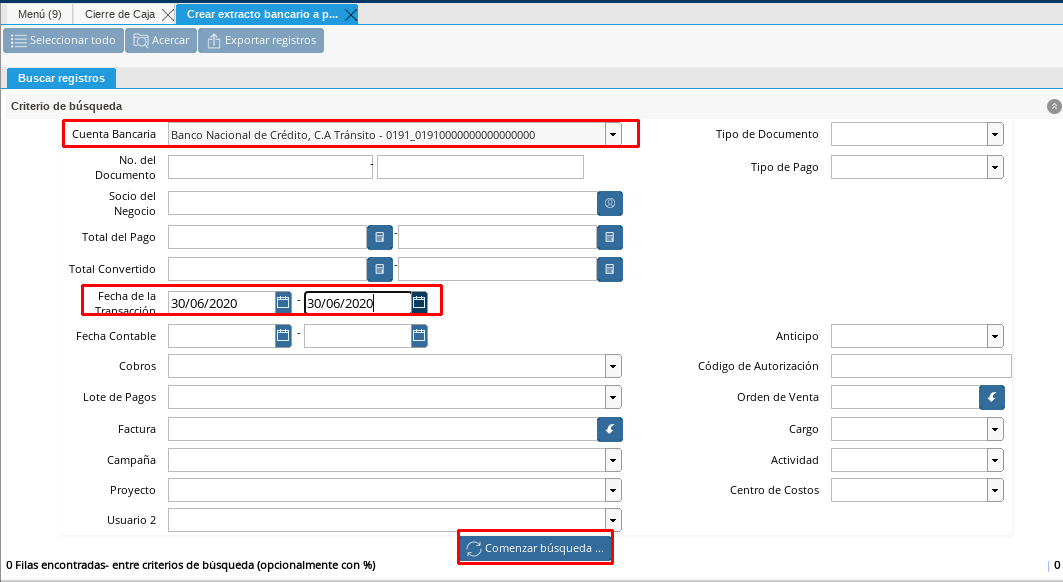 Menú (9) Cierre de Caja Crear extracto bancario a p...
Seleccionar todo Acercar Exportar registros
Buscar registros
Criterio de búsqueda
Cuenta Bancaria Banco Nacional de Crédito, C.A Tránsito - 0191_01910000000000000000 Tipo de Documento
No. del Documento - Tipo de Pago
Socio del Negocio
Total del Pago -
Total Convertido -
Fecha de la Transacción 30/06/2020 - 30/06/2020
Fecha Contable - Anticipo
Cobros Código de Autorización
Lote de Pagos Orden de Venta
Factura Cargo
Campaña Actividad
Proyecto Centro de Costos
Usuario 2
Comenzar búsqueda ...
0 Filas encontradas- entre criterios de búsqueda (opcionalmente con %) 0